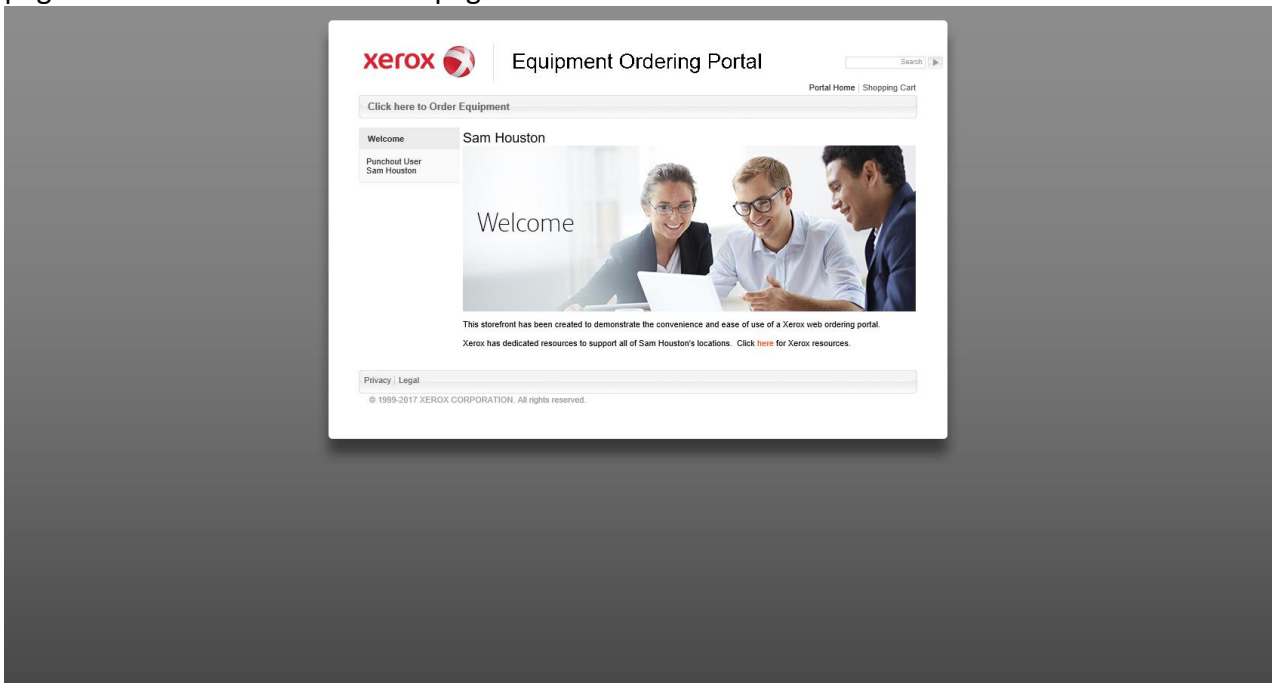 xerox
Equipment Ordering Portal
Search
Portal Home | Shopping Cart
Click here to Order Equipment
Welcome
Sam Houston
Punchout User
Sam Houston
Welcome
This storefront has been created to demonstrate the convenience and ease of use of a Xerox web ordering portal.
Xerox has dedicated resources to support all of Sam Houston's locations. Click here for Xerox resources.
Privacy | Legal
© 1999-2017 XEROX CORPORATION. All rights reserved.